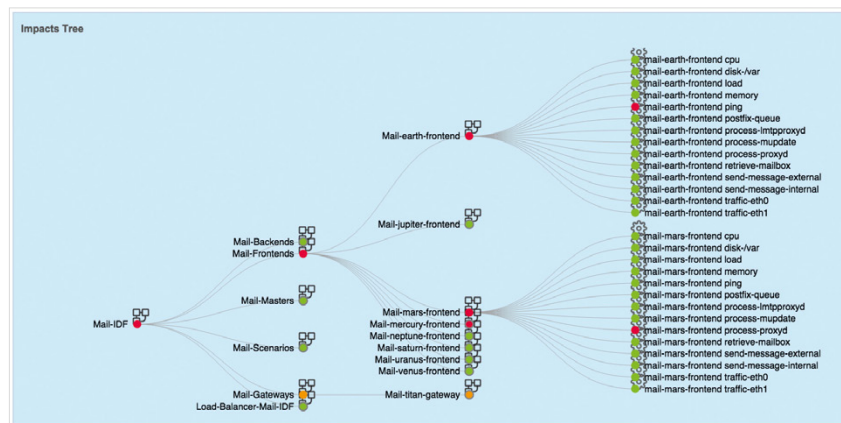 Impacts Tree
Mail-IDF
Mail-Backends
Mail-Frontends
Mail-Masters
Mail-Scenarios
Mail-Gateways
Load-Balancer-Mail-IDF
Mail-earth-frontend
Mail-jupiter-frontend
Mail-mars-frontend
Mail-mercury-frontend
Mail-neptune-frontend
Mail-saturn-frontend
Mail-uranus-frontend
Mail-venus-frontend
Mail-titan-gateway
mail-earth-frontend cpu
mail-earth-frontend disk-/var
mail-earth-frontend load
mail-earth-frontend memory
mail-earth-frontend ping
mail-earth-frontend postfix-queue
mail-earth-frontend process-lmtpproxyd
mail-earth-frontend process-mupdate
mail-earth-frontend process-proxyd
mail-earth-frontend retrieve-mailbox
mail-earth-frontend send-message-external
mail-earth-frontend send-message-internal
mail-earth-frontend traffic-eth0
mail-earth-frontend traffic-eth1
mail-mars-frontend cpu
mail-mars-frontend disk-/var
mail-mars-frontend load
mail-mars-frontend memory
mail-mars-frontend ping
mail-mars-frontend postfix-queue
mail-mars-frontend process-lmtpproxyd
mail-mars-frontend process-mupdate
mail-mars-frontend process-proxyd
mail-mars-frontend retrieve-mailbox
mail-mars-frontend send-message-external
mail-mars-frontend send-message-internal
mail-mars-frontend traffic-eth0
mail-mars-frontend traffic-eth1